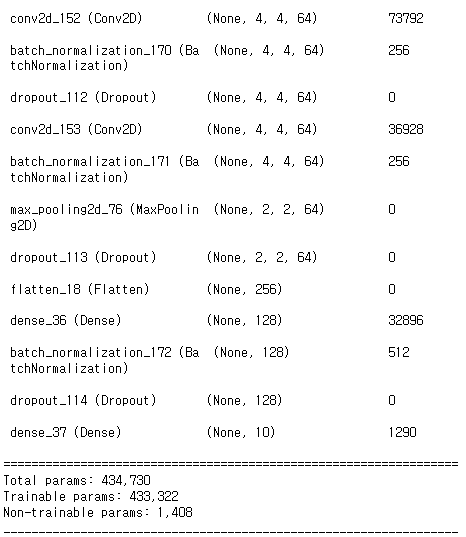 conv2d_152 (Conv2D) (None, 4, 4, 64) 73792
batch_normalization_170 (Ba (None, 4, 4, 64) 256
tchNormalization)
dropout_112 (Dropout) (None, 4, 4, 64) 0
conv2d_153 (Conv2D) (None, 4, 4, 64) 36928
batch_normalization_171 (Ba (None, 4, 4, 64) 256
tchNormalization)
max_pooling2d_76 (MaxPoolin (None, 2, 2, 64) 0
g2D)
dropout_113 (Dropout) (None, 2, 2, 64) 0
flatten_18 (Flatten) (None, 256) 0
dense_36 (Dense) (None, 128) 32896
batch_normalization_172 (Ba (None, 128) 512
tchNormalization)
dropout_114 (Dropout) (None, 128) 0
dense_37 (Dense) (None, 10) 1290
=================================================================
Total params: 434,730
Trainable params: 433,322
Non-trainable params: 1,408
_________________________________________________________________